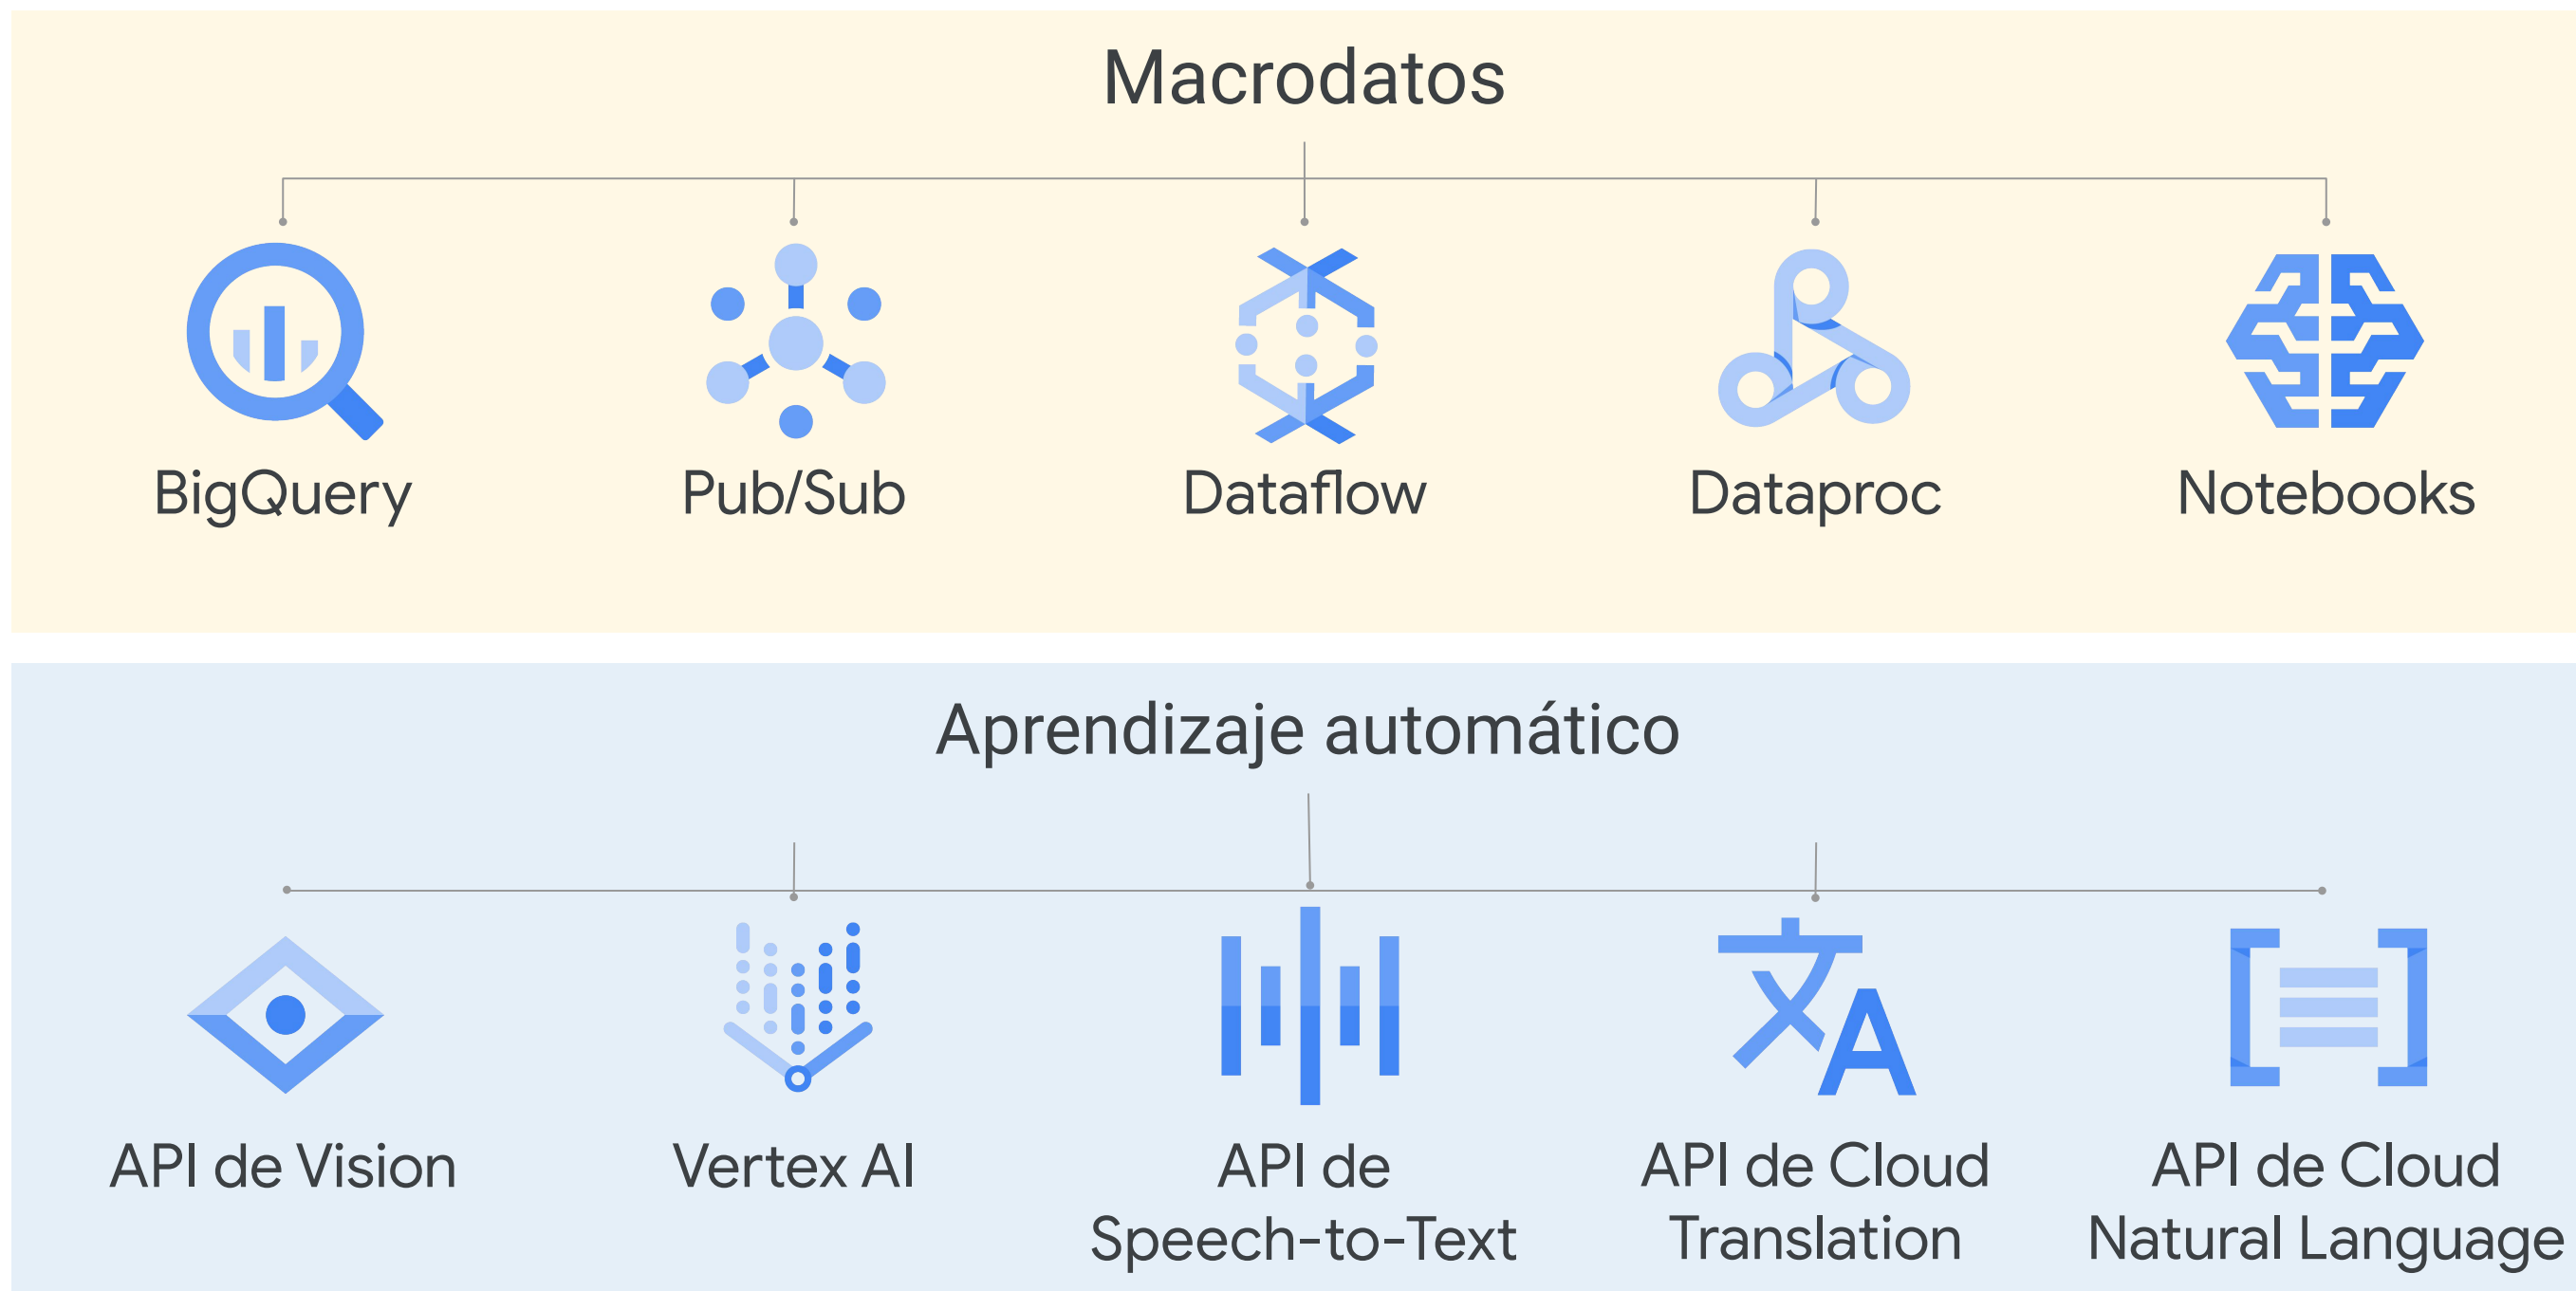 Macrodatos
BigQuery
Pub/Sub
Dataflow
Dataproc
Notebooks
Aprendizaje automático
API de Vision
Vertex AI
API de
Speech-to-Text
API de Cloud
Translation
API de Cloud
Natural Language